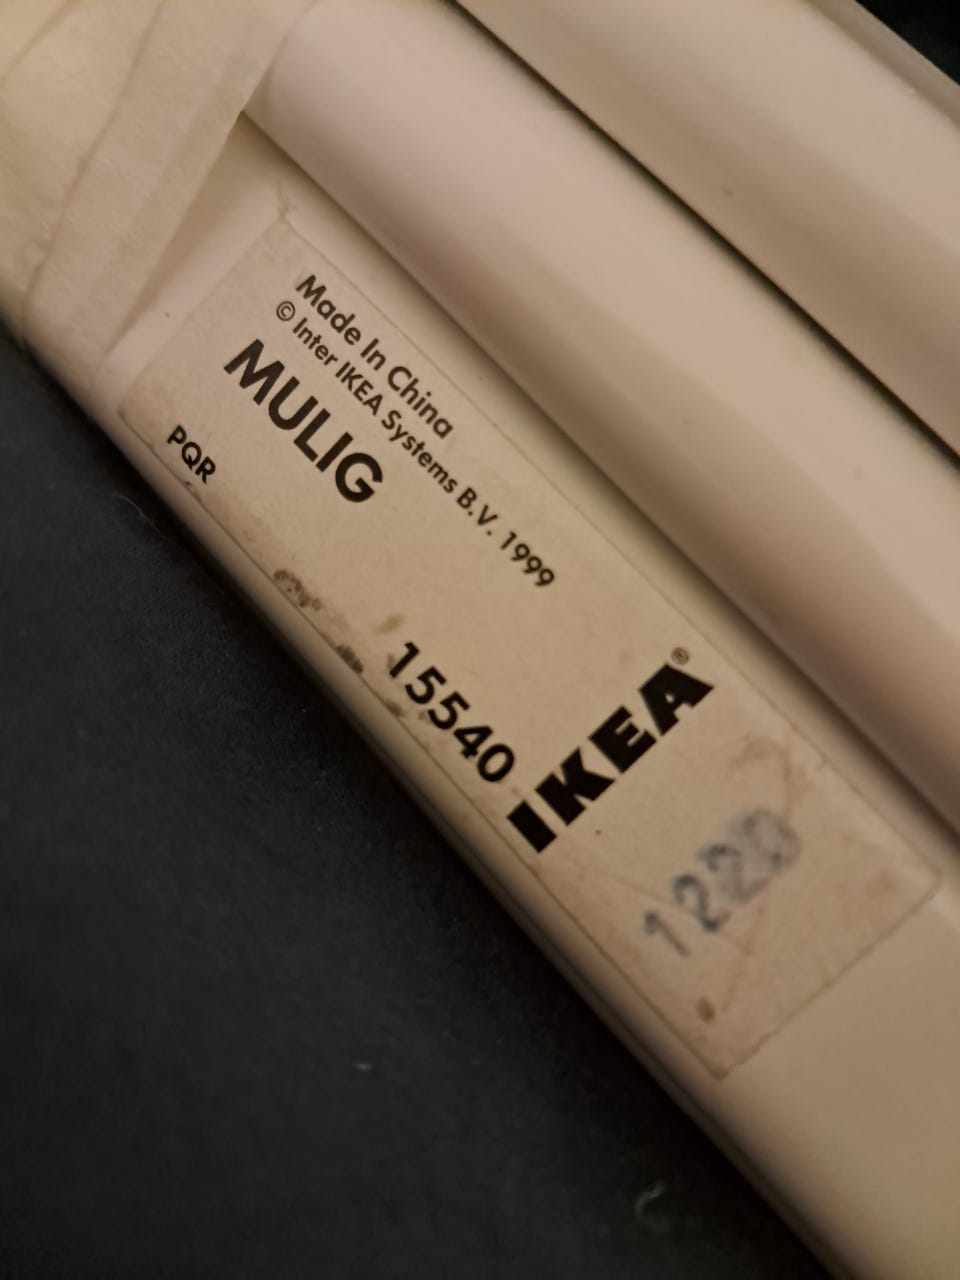 Made In China
© Inter IKEA Systems B.V. 1999
MULIG
PQR
15540
IKEA®